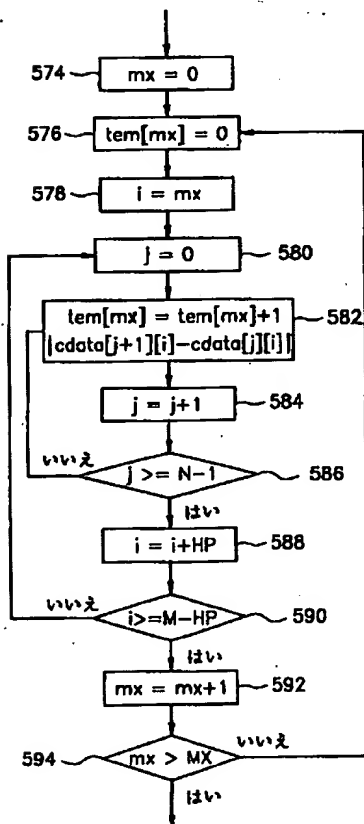 574
mx = 0
576
tem[mx] = 0
578
i = mx
j = 0
580
tem[mx] = tem[mx]+1
|cdata[j+1][i]-cdata[j][i]|
582
j = j+1
584
いいえ
j >= N-1
586
はい
i = i+HP
588
いいえ
i>=M-HP
590
はい
mx = mx+1
592
594
mx > MX
いいえ
はい